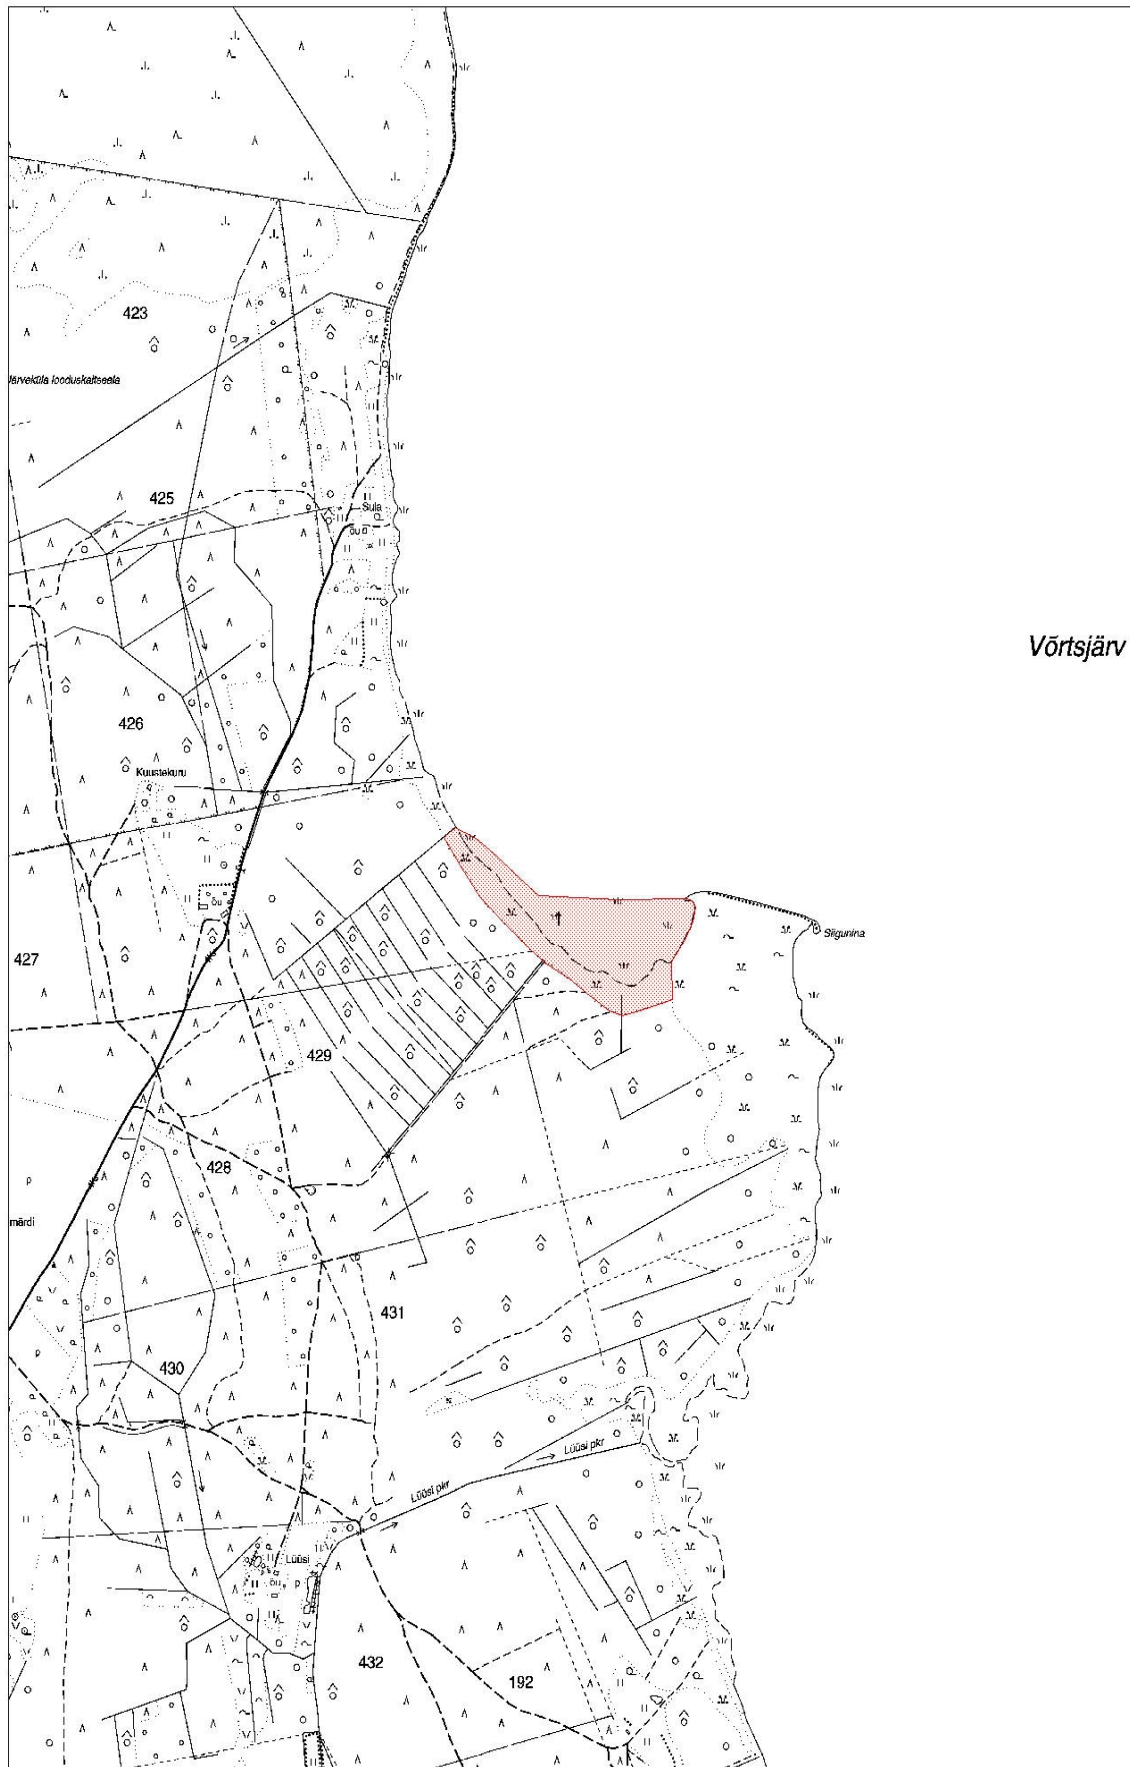 423
Järveküla looduskaitseala
425
Sula
õu
Võrtsjärv
426
Kuustekuru
õu
Siigunina
427
429
428
märdi
431
430
Lüüsi pkr
Lüüsi pkr
Lüüsi
õu
432
192